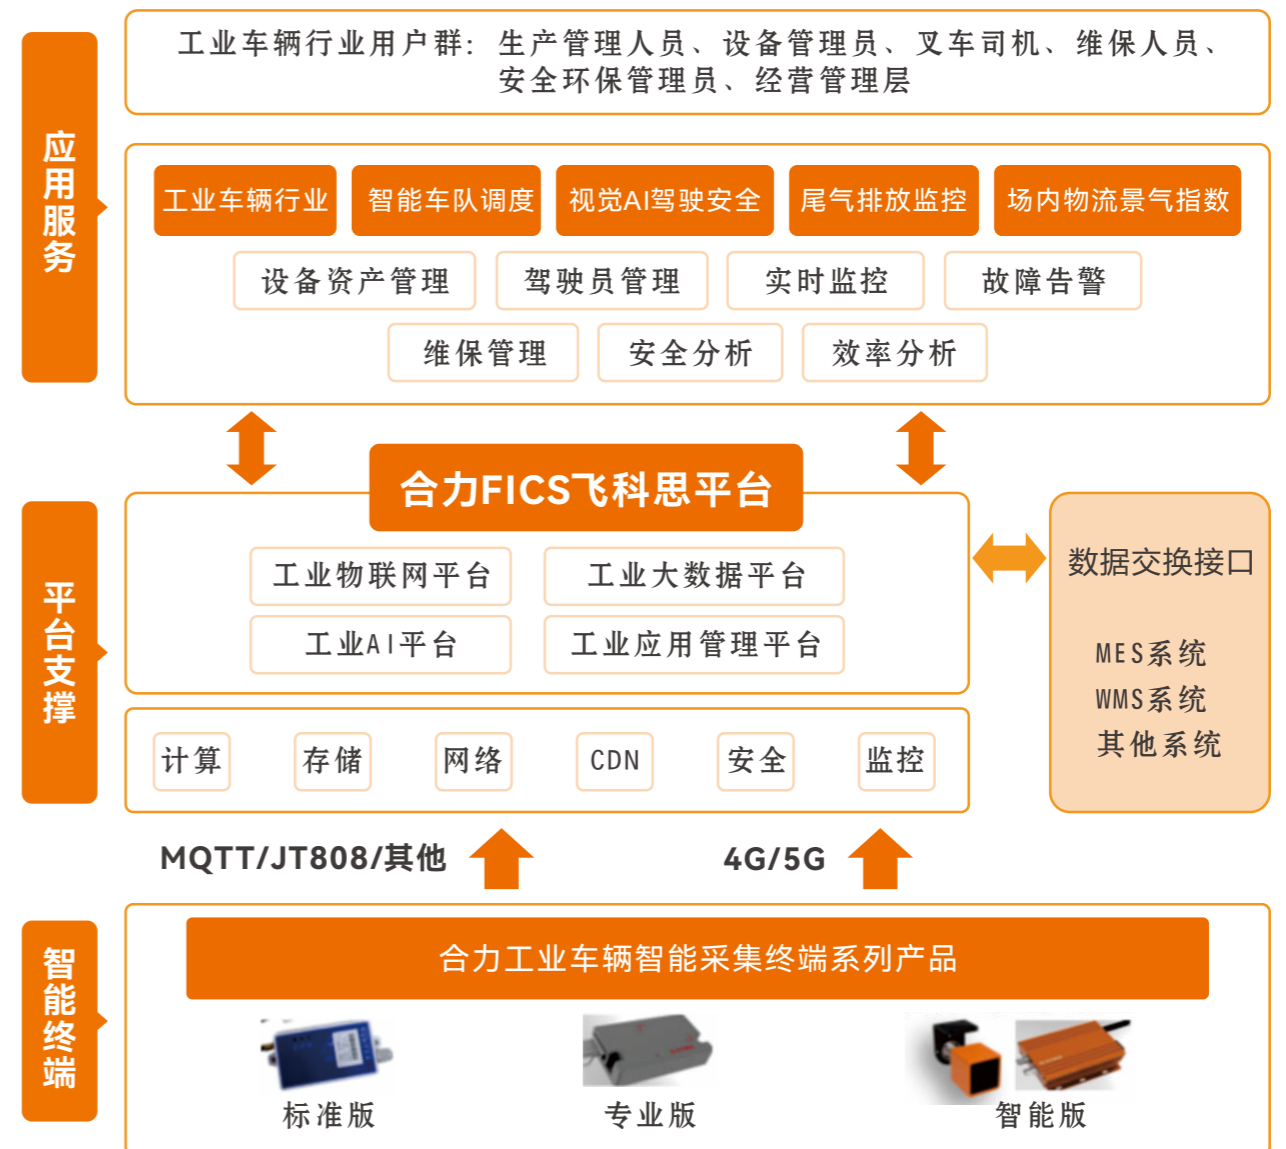 应用服务
工业车辆行业用户群：生产管理人员、设备管理员、叉车司机、维保人员、
安全环保管理员、经营管理层
工业车辆行业
智能车队调度
视觉AI驾驶安全
尾气排放监控
场内物流景气指数
设备资产管理
驾驶员管理
实时监控
故障告警
维保管理
安全分析
效率分析
平台支撑
合力FICS飞科思平台
工业物联网平台
工业大数据平台
工业AI平台
工业应用管理平台
数据交换接口
MES系统
WMS系统
其他系统
计算
存储
网络
CDN
安全
监控
MQTT/JT808/其他
4G/5G
智能终端
合力工业车辆智能采集终端系列产品
标准版
专业版
智能版